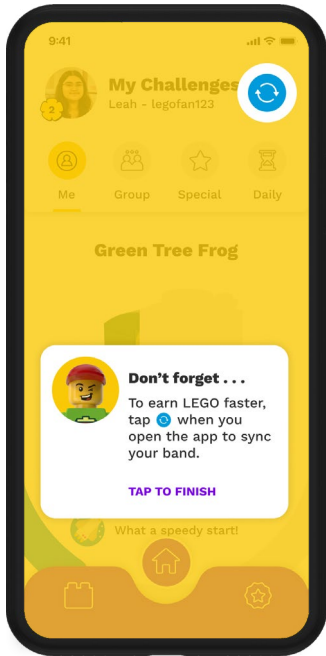 9:41
My Challenges
Leah - legofan123
2
Me Group Special Daily
Green Tree Frog
Don't forget . . .
To earn LEGO faster,
tap when you
open the app to sync
your band.
TAP TO FINISH
What a speedy start!